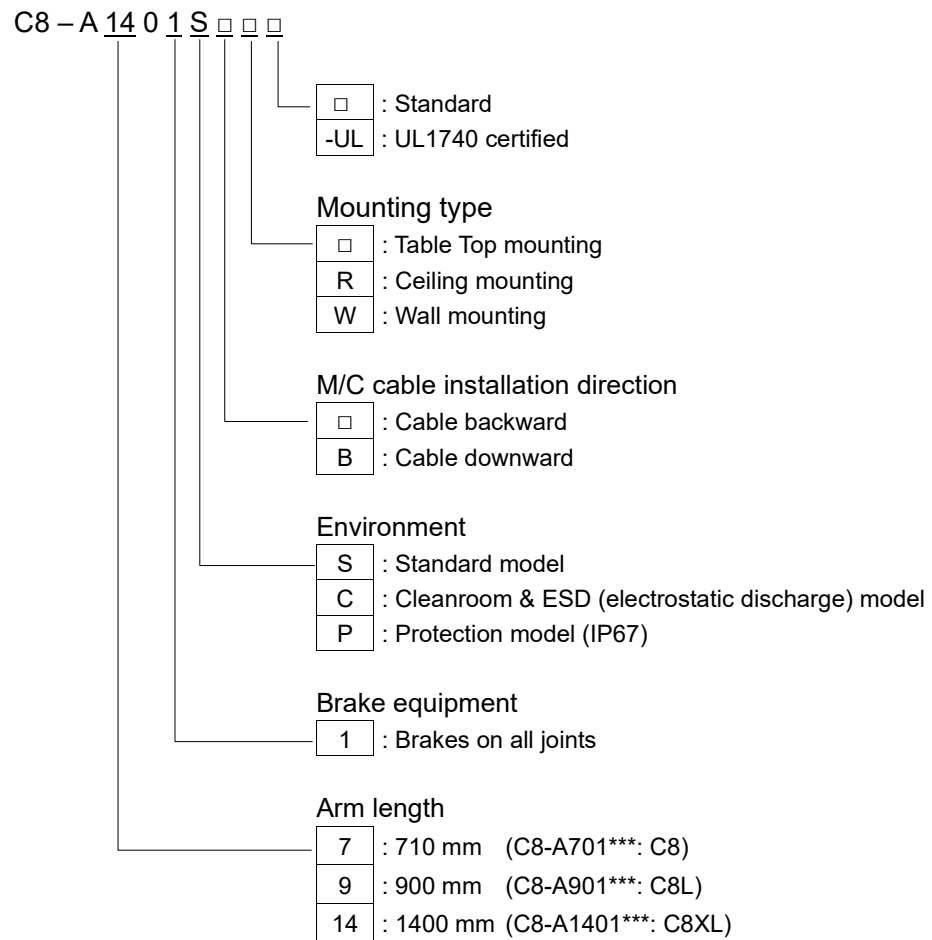 C8 – A 14 0 1 S □ □ □
□ : Standard
-UL : UL1740 certified
Mounting type
□ : Table Top mounting
R : Ceiling mounting
W : Wall mounting
M/C cable installation direction
□ : Cable backward
B : Cable downward
Environment
S : Standard model
C : Cleanroom & ESD (electrostatic discharge) model
P : Protection model (IP67)
Brake equipment
1 : Brakes on all joints
Arm length
7 : 710 mm (C8-A701***: C8)
9 : 900 mm (C8-A901***: C8L)
14 : 1400 mm (C8-A1401***: C8XL)